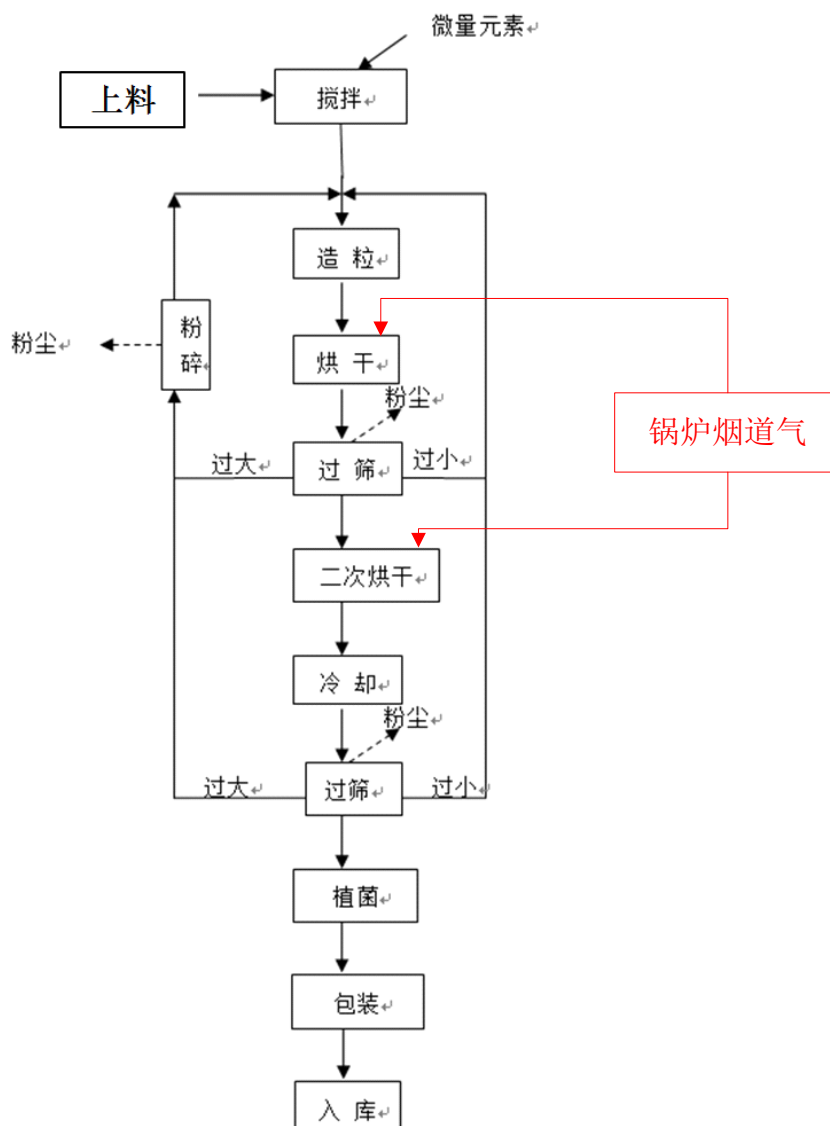 微量元素
上料
搅拌
造 粒
粉
碎
粉尘
烘 干
粉尘
锅炉烟道气
过大
过 筛
过小
二次烘干
冷 却
粉尘
过大
过筛
过小
植菌
包装
入 库